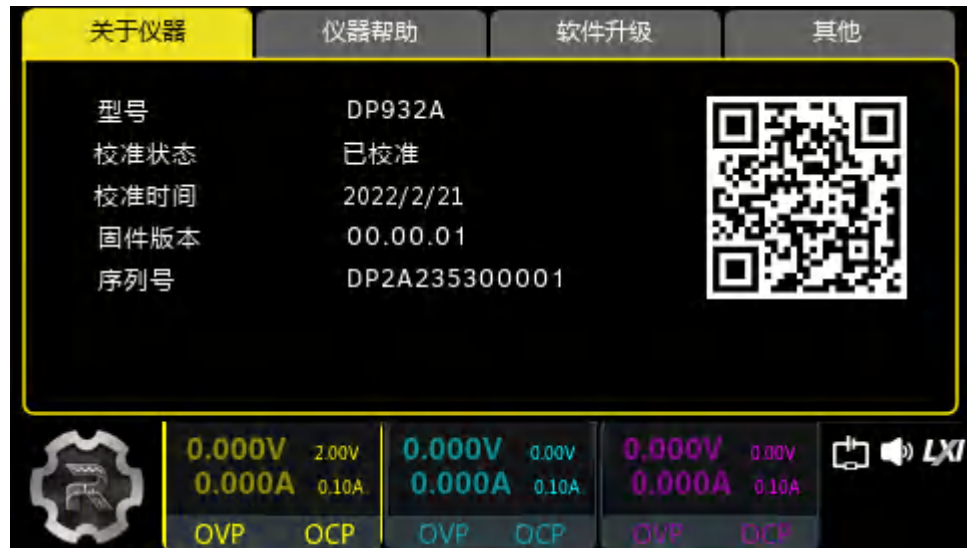 关于仪器 仪器帮助 软件升级 其他
型号 DP932A
校准状态 已校准
校准时间 2022/2/21
固件版本 00.00.01
序列号 DP2A235300001
0.000V 2.00V 0.000V 0.00V 0.000V 0.00V
0.000A 0.10A 0.000A 0.10A 0.000A 0.10A
OVP OCP OVP OCP OVP OCP
LXI